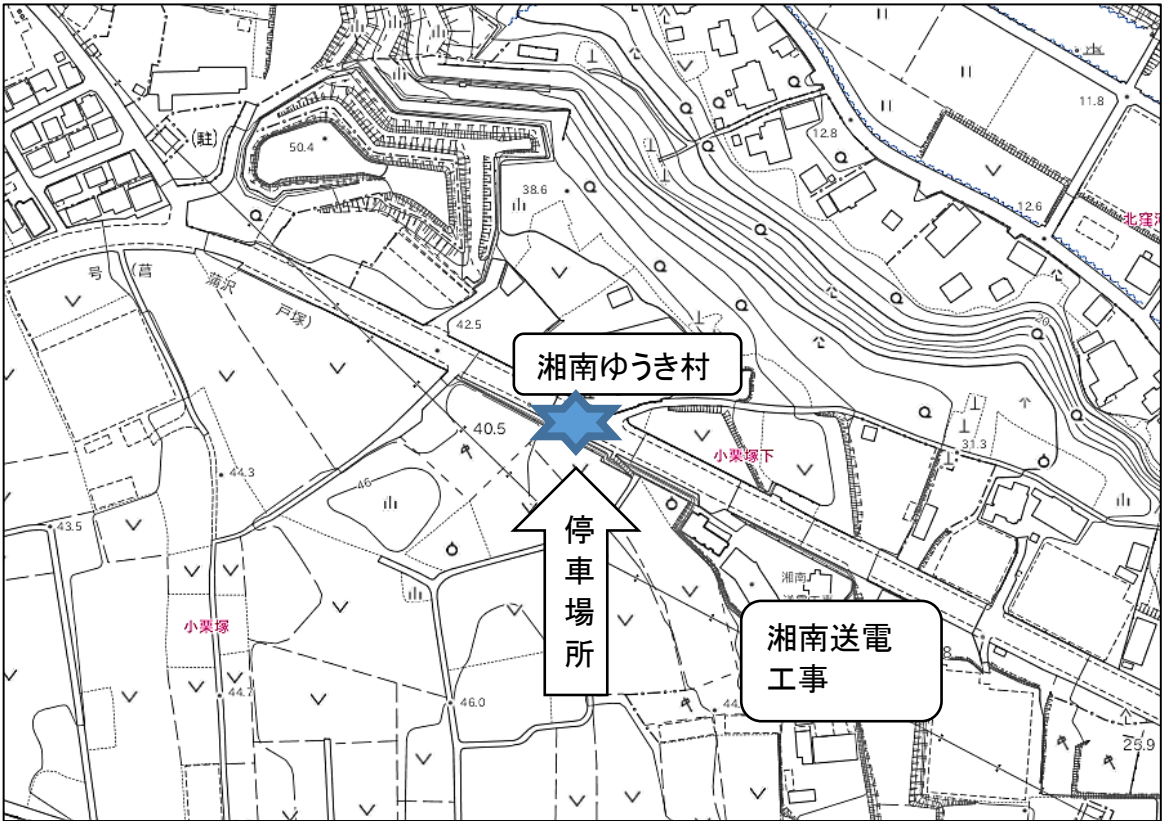 11.8
(駐)
50.4
12.8
38.6
12.6
号
(菖
蒲沢
戸塚)
20
42.5
湘南ゆうき村
40.5
小栗塚下
31.3
44.3
46
43.5
停車場所
湘南
小栗塚
湘南送電
工事
44.7
46.0
25.9